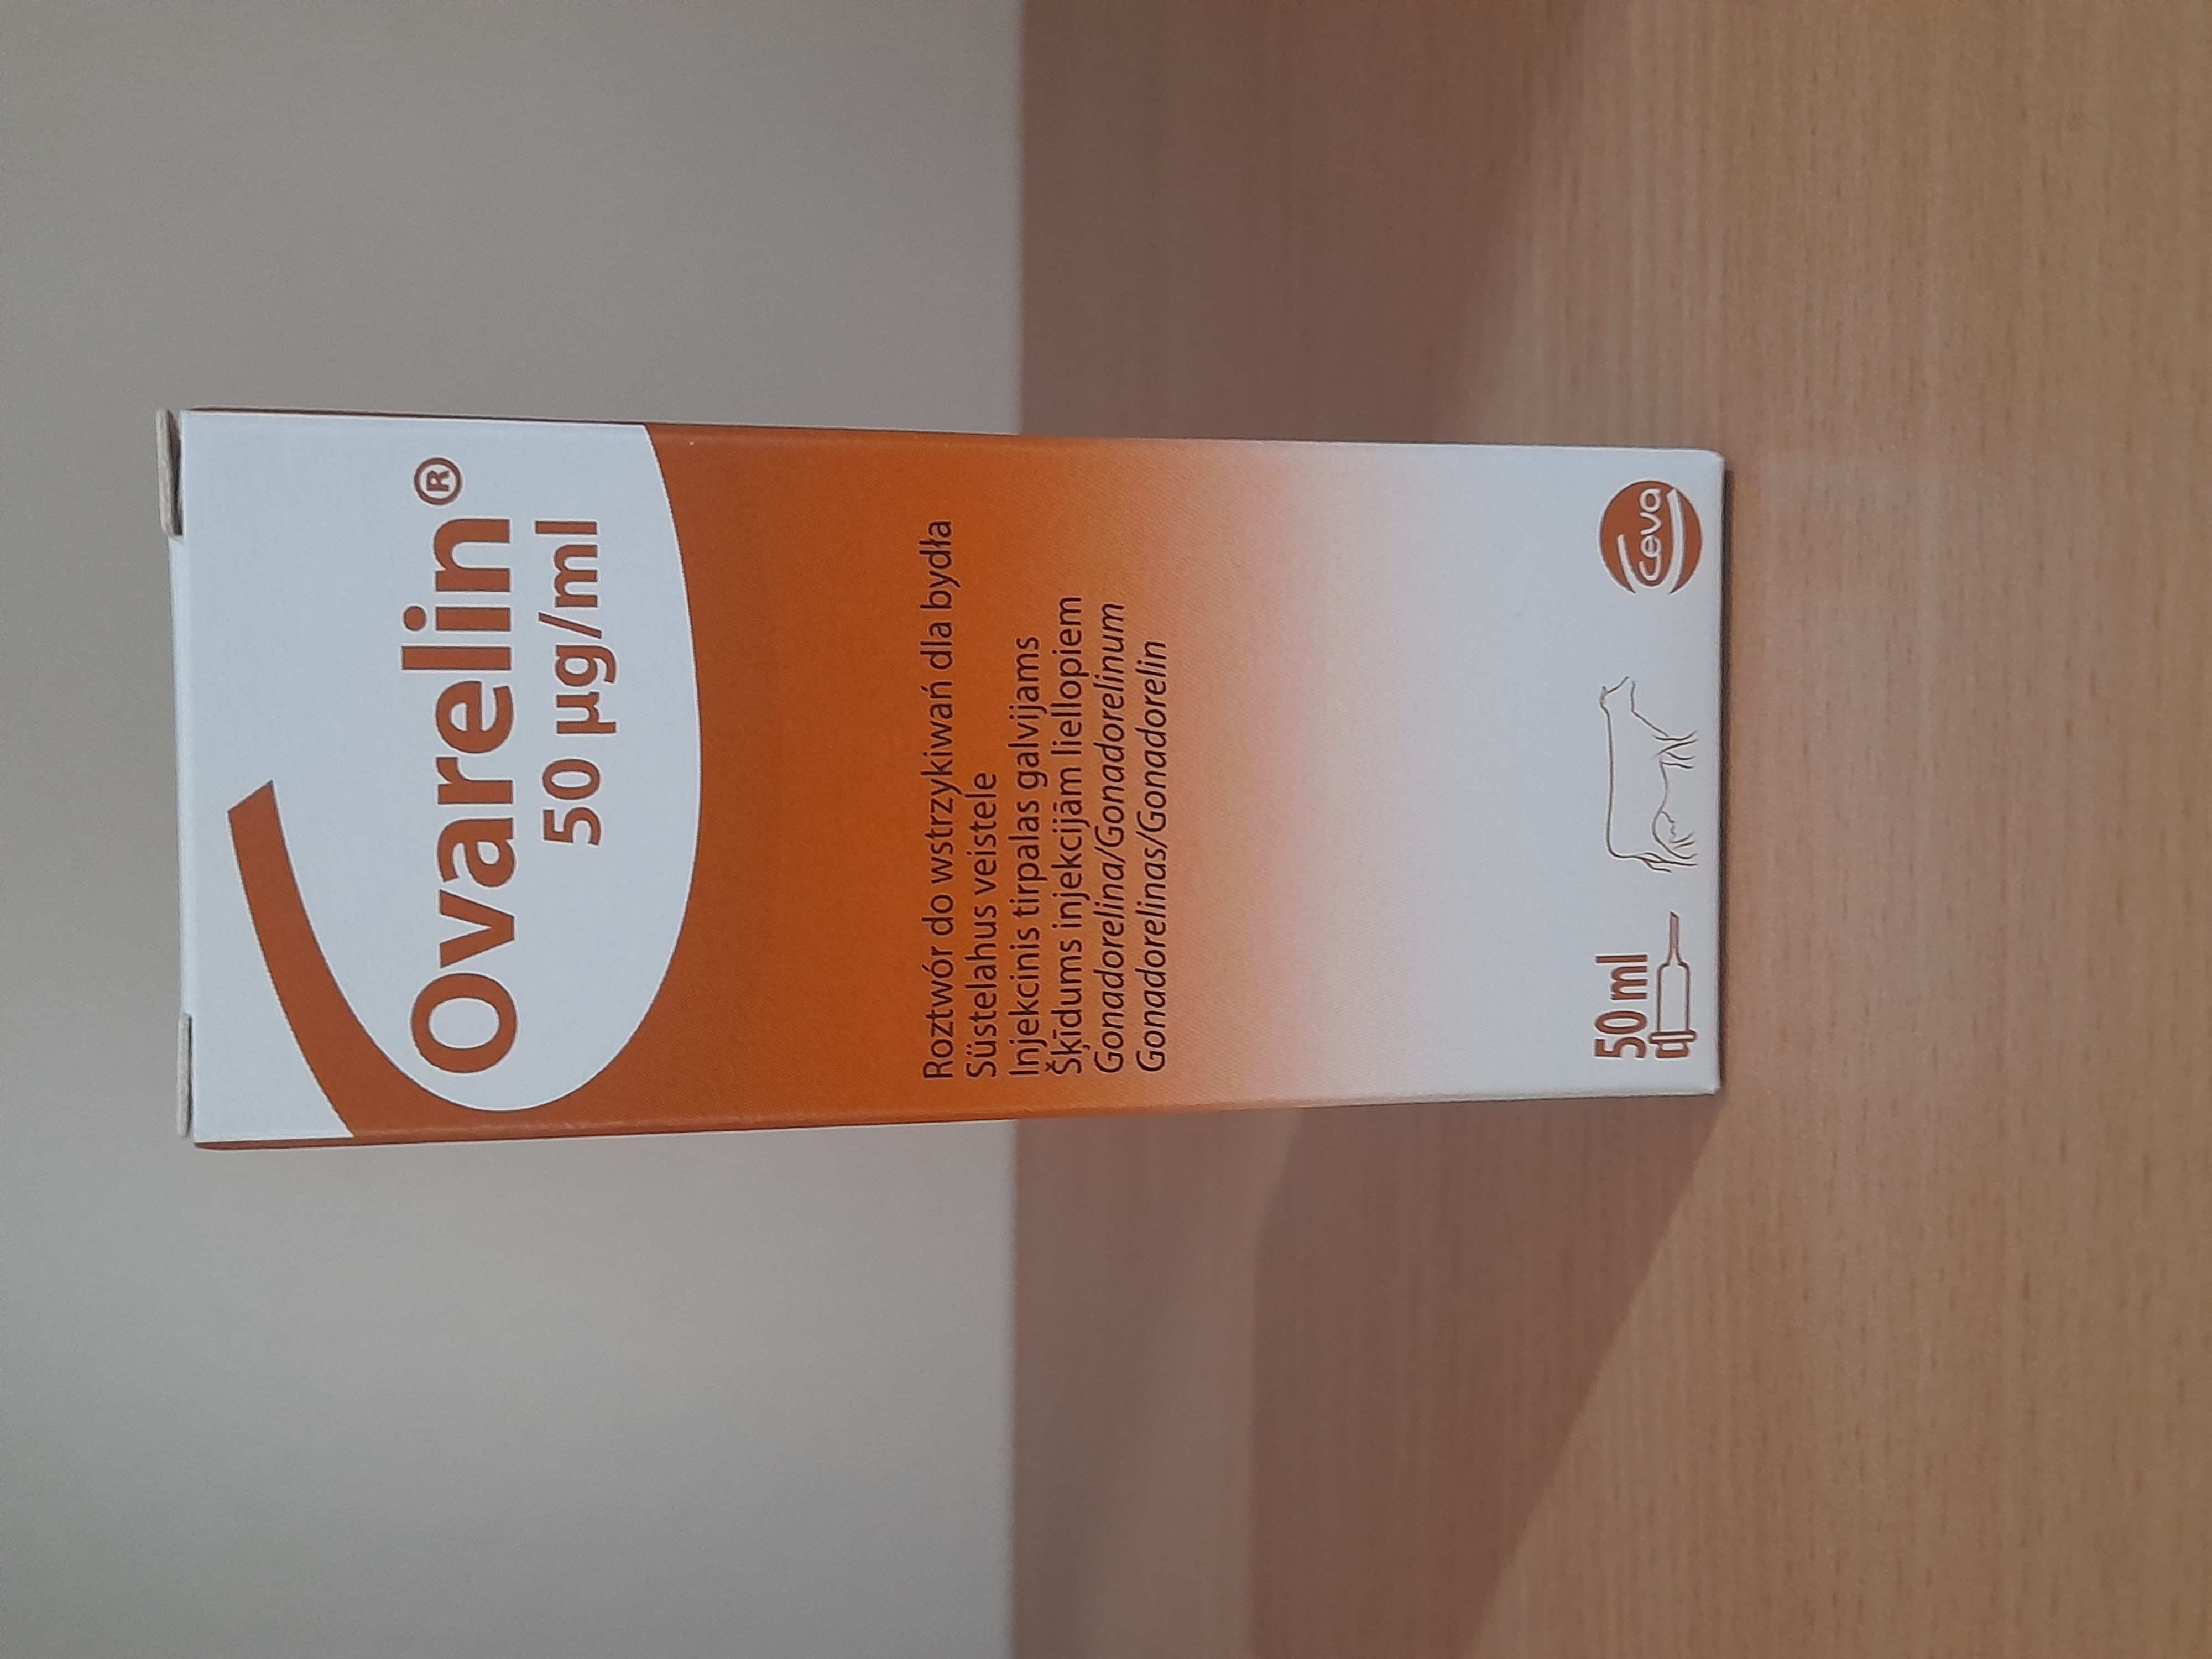 Ovarelin®
50 µg/ml
Roztwór do wstrzykiwań dla bydła
Süstelahus veistele
Injekcinis tirpalas galvijams
Šķīdums injekcijām liellopiem
Gonadorelina/Gonadorelinum
Gonadorelinas/Gonadorelin
50 ml
Ceva